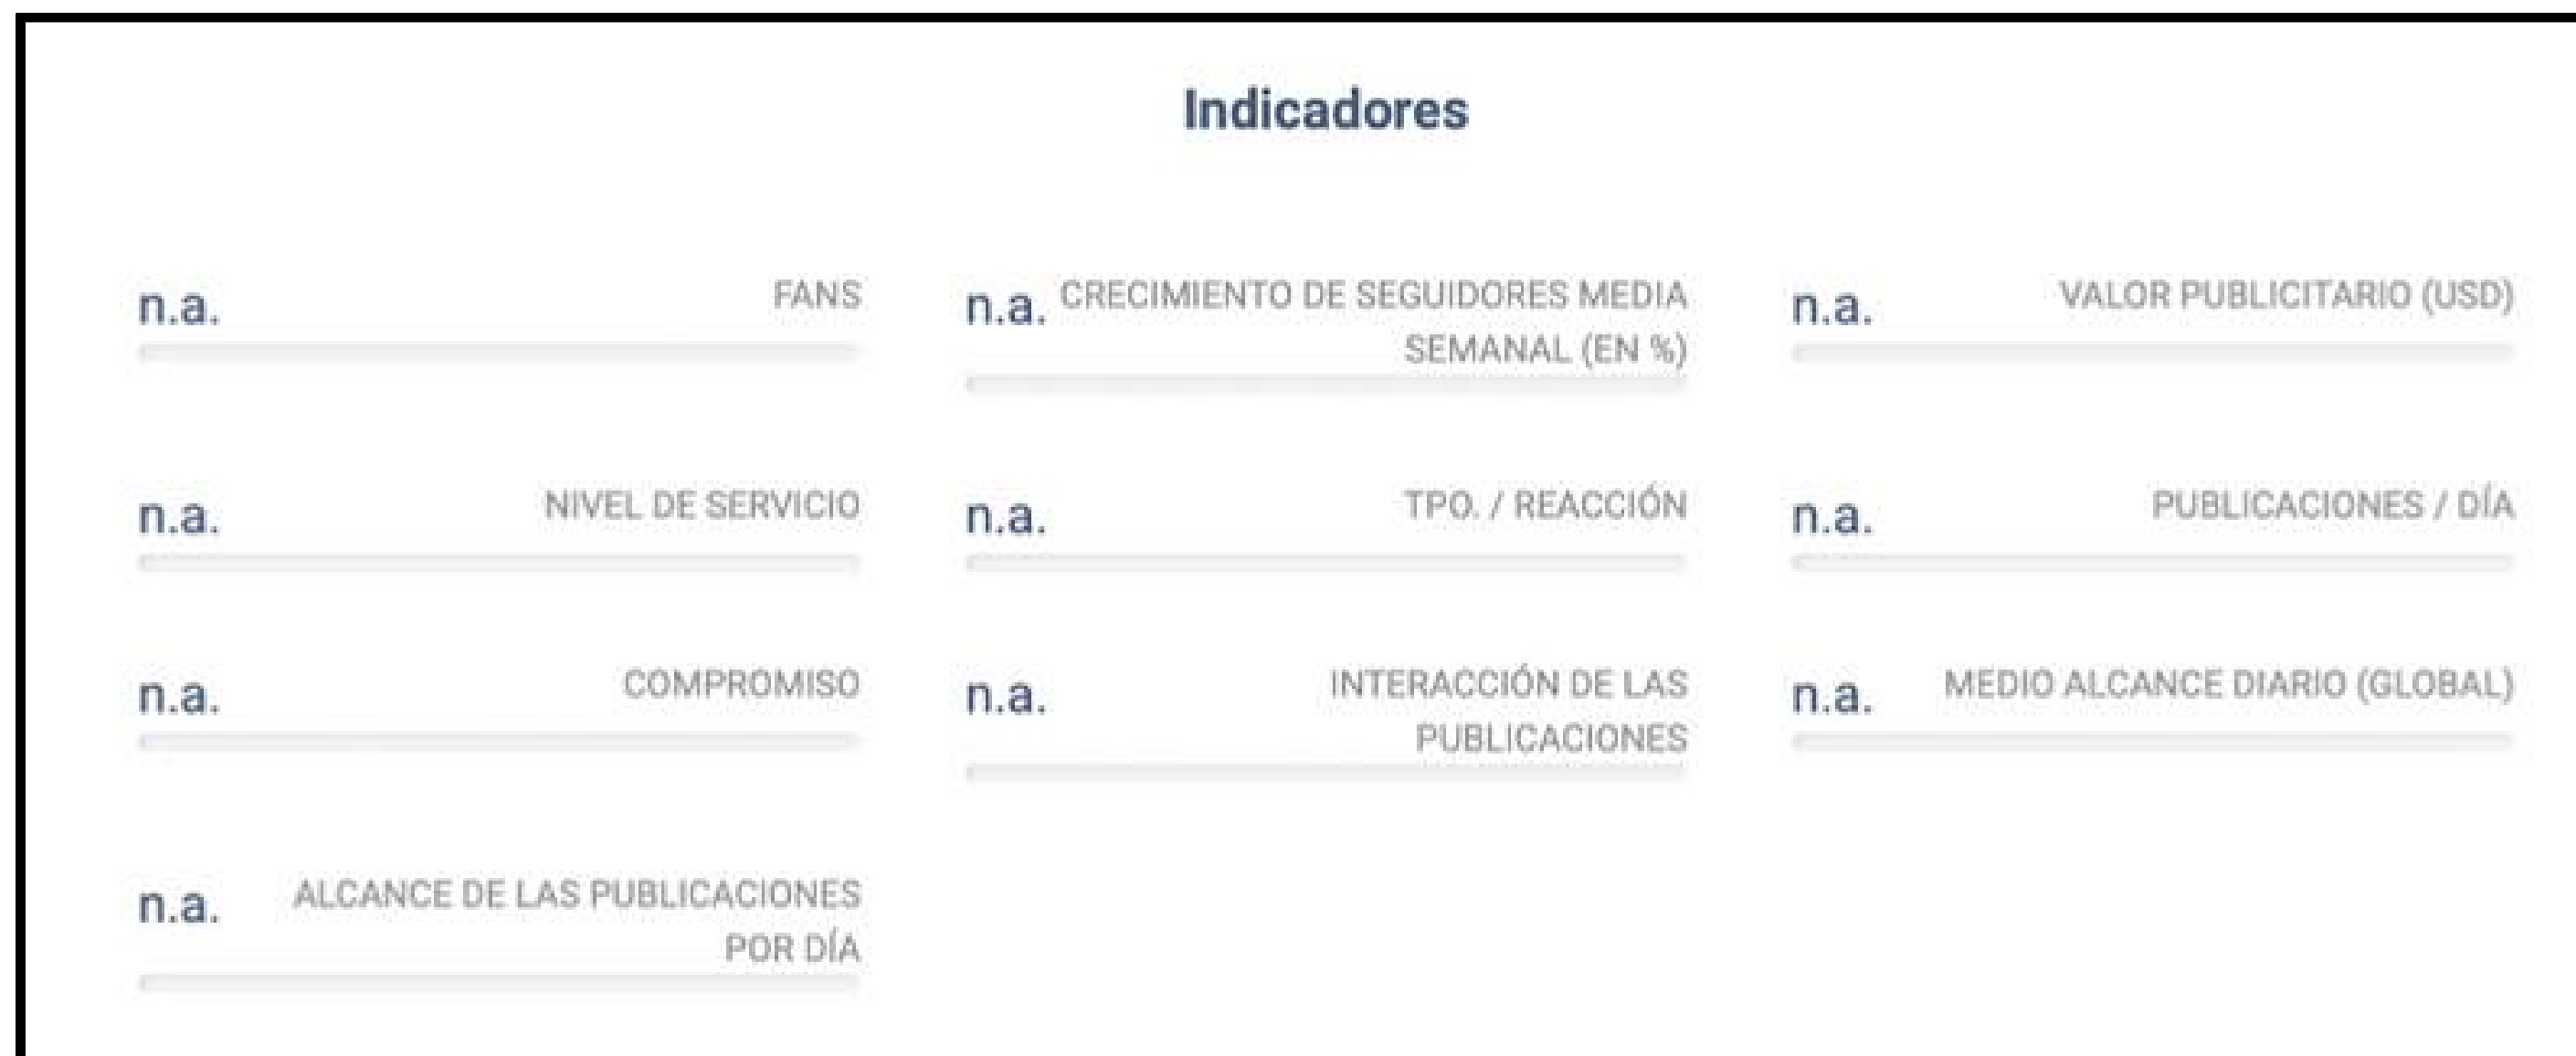 Indicadores
n.a. FANS
n.a. CRECIMIENTO DE SEGUIDORES MEDIA
SEMANAL (EN %)
n.a. VALOR PUBLICITARIO (USD)
n.a. NIVEL DE SERVICIO
n.a. TPO. / REACCIÓN
n.a. PUBLICACIONES / DÍA
n.a. COMPROMISO
n.a. INTERACCIÓN DE LAS
PUBLICACIONES
n.a. MEDIO ALCANCE DIARIO (GLOBAL)
n.a. ALCANCE DE LAS PUBLICACIONES
POR DÍA